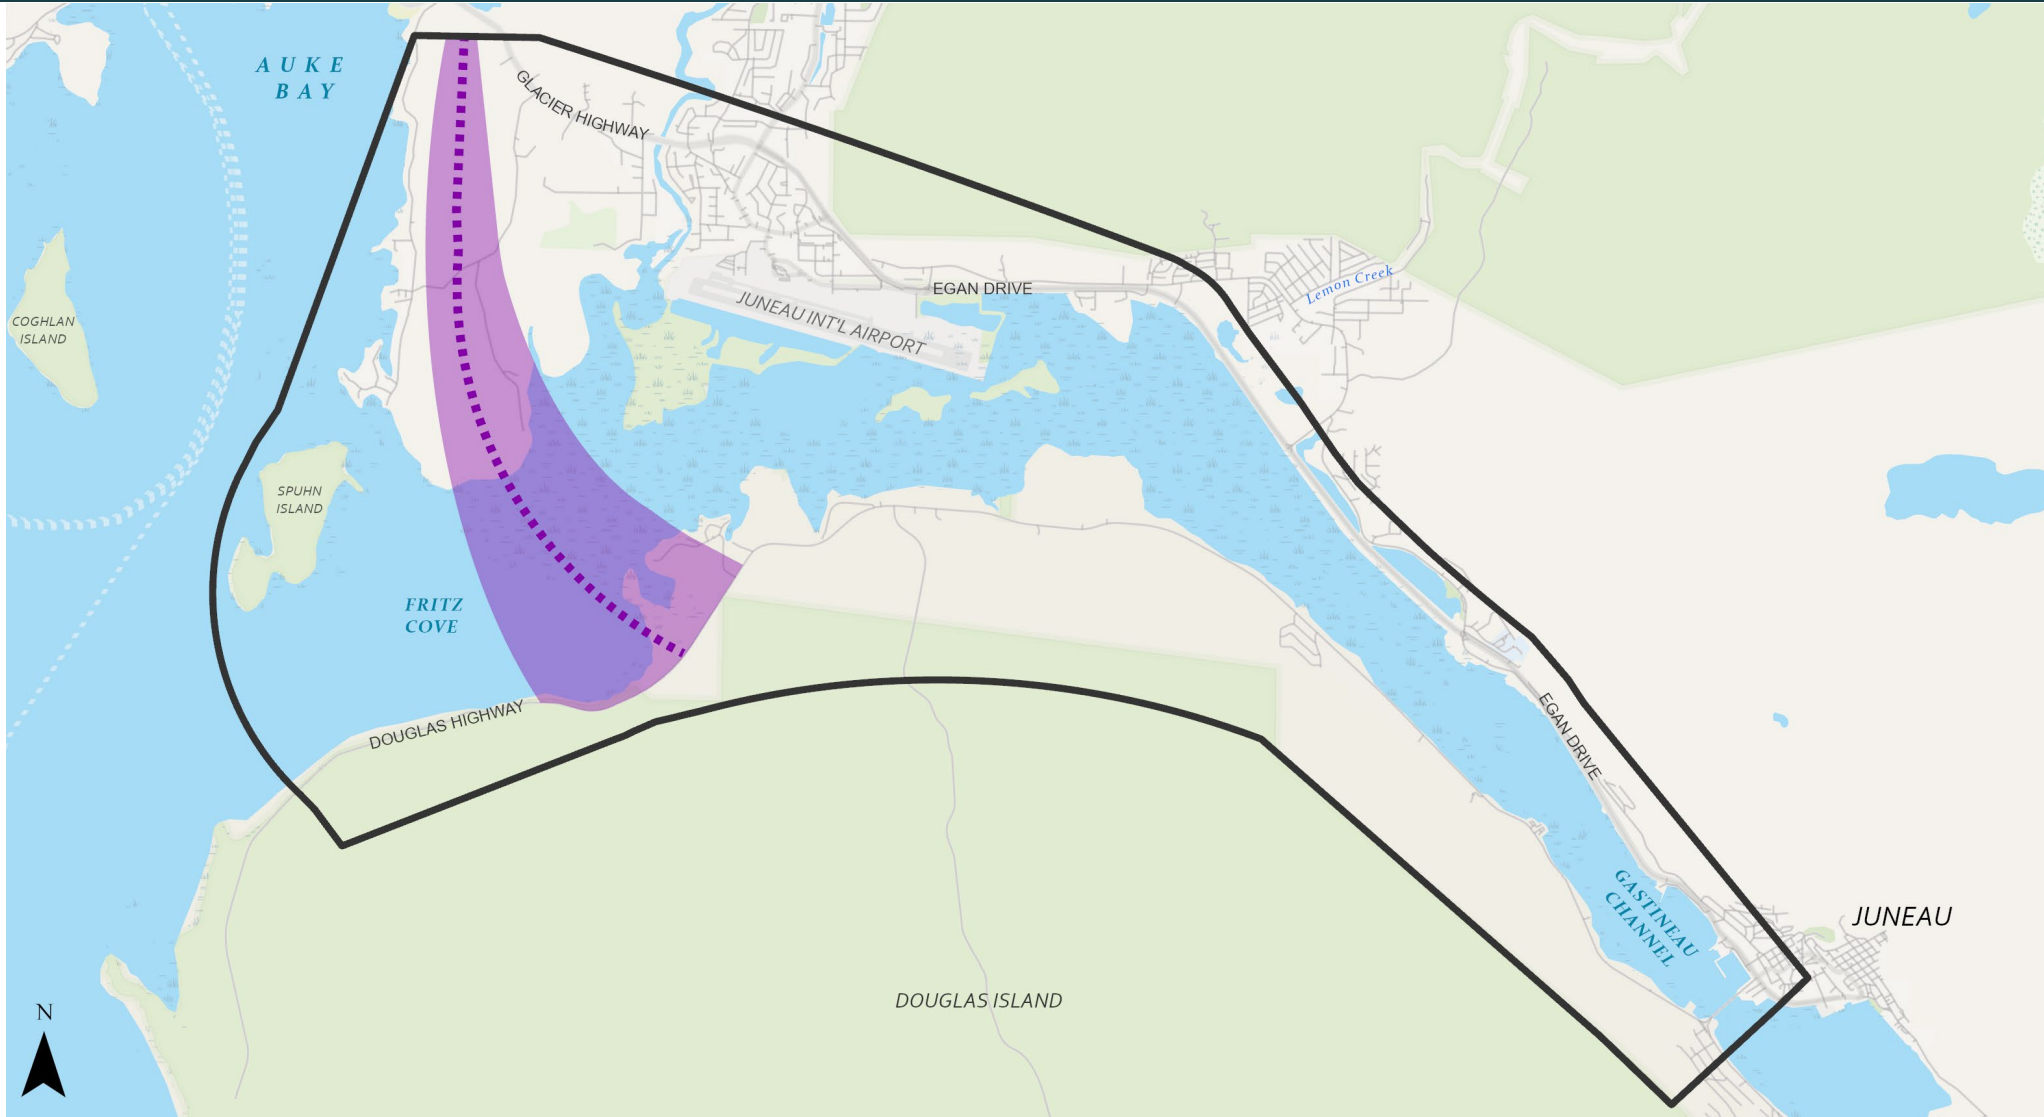 AUKE
BAY
GLACIER HIGHWAY
COGHLAN
ISLAND
EGAN DRIVE
Lemon Creek
JUNEAU INT'L AIRPORT
SPUHN
ISLAND
FRITZ
COVE
DOUGLAS HIGHWAY
EGAN DRIVE
GASTINEAU
CHANNEL
JUNEAU
DOUGLAS ISLAND
N